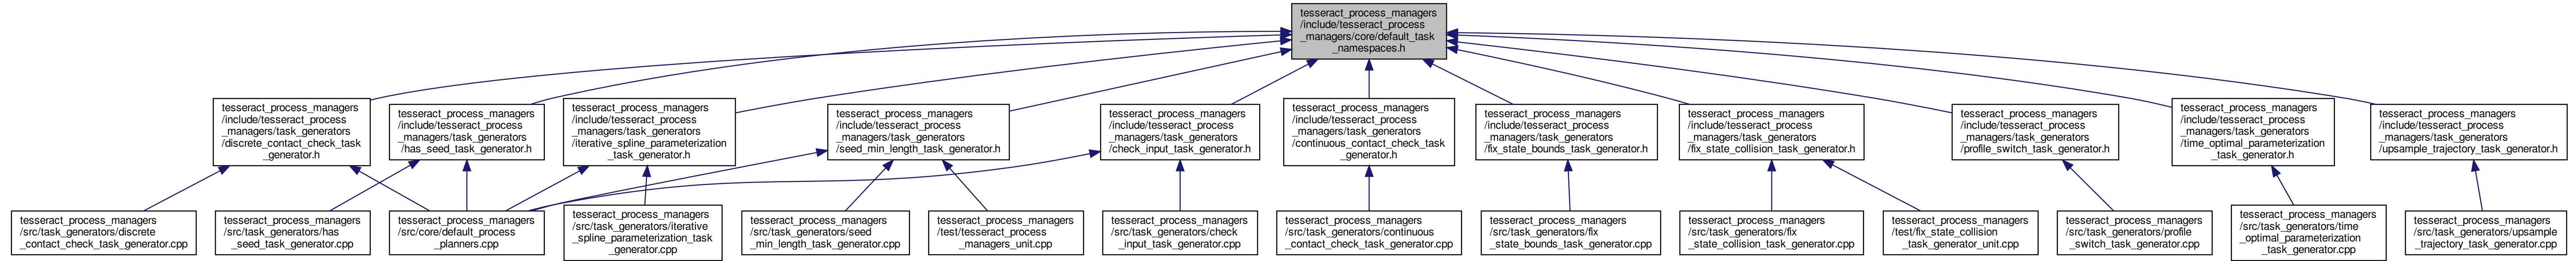 tesseract_process_managers
/include/tesseract_process
_managers/core/default_task
_namespaces.h
tesseract_process_managers
/include/tesseract_process
_managers/task_generators
/discrete_contact_check_task
_generator.h
tesseract_process_managers
/include/tesseract_process
_managers/task_generators
/has_seed_task_generator.h
tesseract_process_managers
/include/tesseract_process
_managers/task_generators
/iterative_spline_parameterization
_task_generator.h
tesseract_process_managers
/include/tesseract_process
_managers/task_generators
/seed_min_length_task_generator.h
tesseract_process_managers
/include/tesseract_process
_managers/task_generators
/check_input_task_generator.h
tesseract_process_managers
/include/tesseract_process
_managers/task_generators
/continuous_contact_check_task
_generator.h
tesseract_process_managers
/include/tesseract_process
_managers/task_generators
/fix_state_bounds_task_generator.h
tesseract_process_managers
/include/tesseract_process
_managers/task_generators
/fix_state_collision_task_generator.h
tesseract_process_managers
/include/tesseract_process
_managers/task_generators
/profile_switch_task_generator.h
tesseract_process_managers
/include/tesseract_process
_managers/task_generators
/time_optimal_parameterization
_task_generator.h
tesseract_process_managers
/include/tesseract_process
_managers/task_generators
/upsample_trajectory_task_generator.h
tesseract_process_managers
/src/task_generators/discrete
_contact_check_task_generator.cpp
tesseract_process_managers
/src/task_generators/has
_seed_task_generator.cpp
tesseract_process_managers
/src/core/default_process
_planners.cpp
tesseract_process_managers
/src/task_generators/iterative
_spline_parameterization_task
_generator.cpp
tesseract_process_managers
/src/task_generators/seed
_min_length_task_generator.cpp
tesseract_process_managers
/test/tesseract_process
_managers_unit.cpp
tesseract_process_managers
/src/task_generators/check
_input_task_generator.cpp
tesseract_process_managers
/src/task_generators/continuous
_contact_check_task_generator.cpp
tesseract_process_managers
/src/task_generators/fix
_state_bounds_task_generator.cpp
tesseract_process_managers
/src/task_generators/fix
_state_collision_task_generator.cpp
tesseract_process_managers
/test/fix_state_collision
_task_generator_unit.cpp
tesseract_process_managers
/src/task_generators/profile
_switch_task_generator.cpp
tesseract_process_managers
/src/task_generators/time
_optimal_parameterization
_task_generator.cpp
tesseract_process_managers
/src/task_generators/upsample
_trajectory_task_generator.cpp